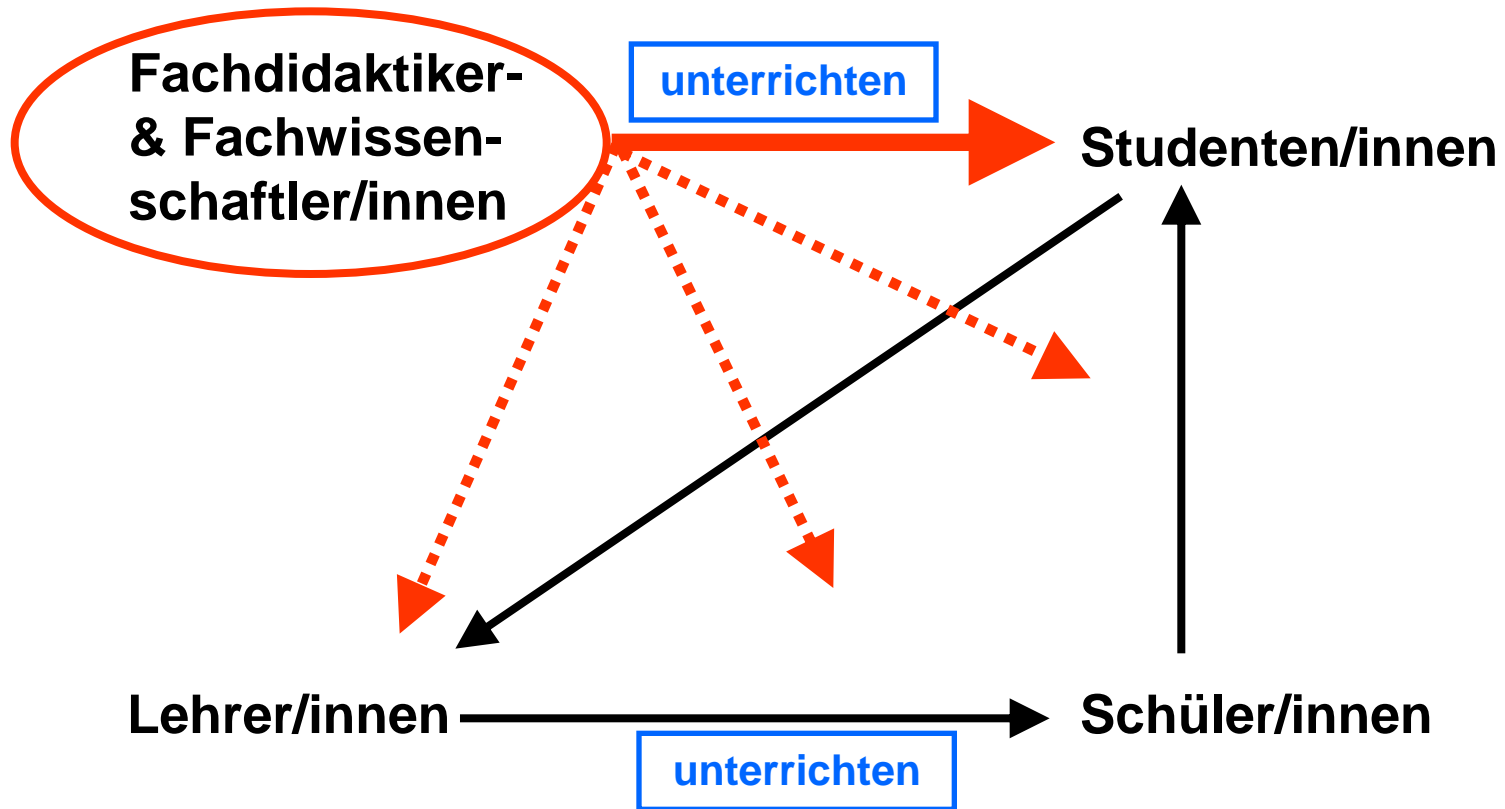 Fachdidaktiker-
& Fachwissen-
schaftler/innen
unterrichten
Studenten/innen
Lehrer/innen
unterrichten
Schüler/innen